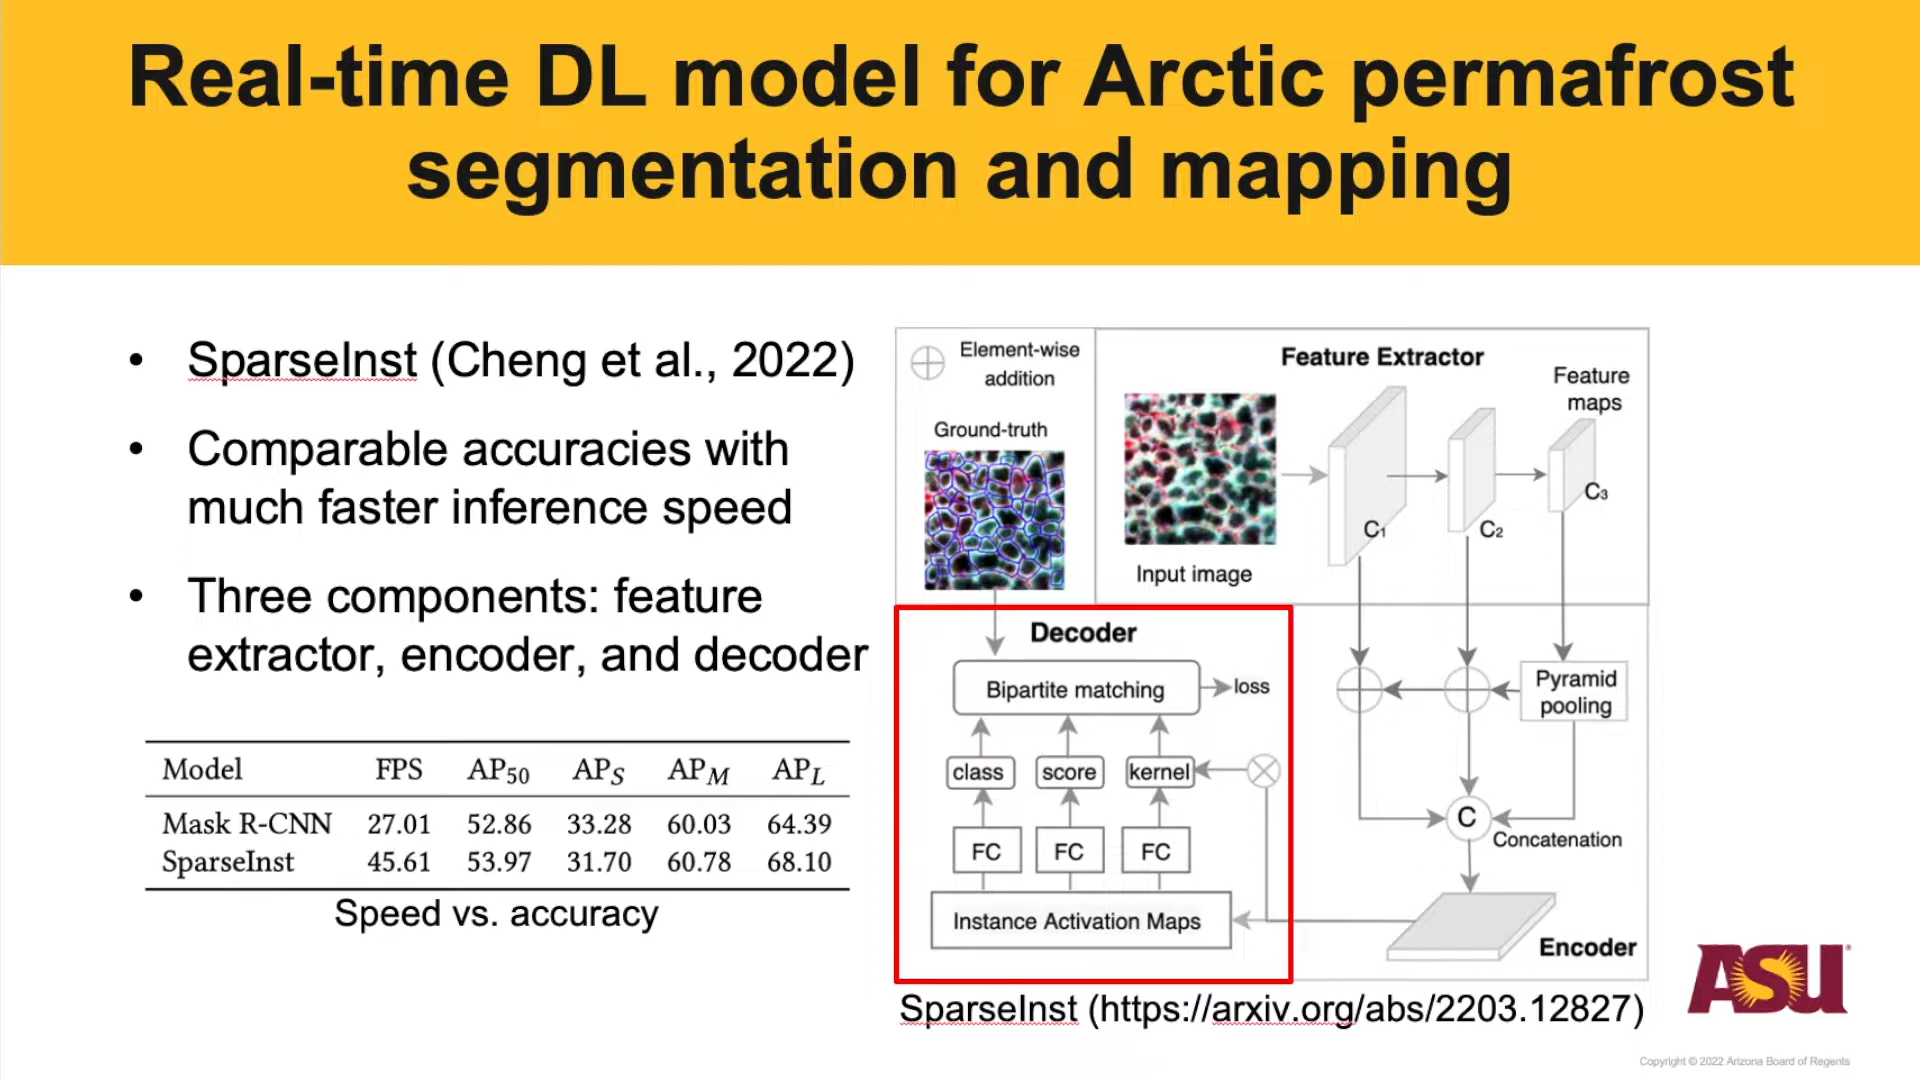 Real-time DL model for Arctic permafrost
segmentation and mapping
• SparseInst (Cheng et al., 2022)
• Comparable accuracies with
much faster inference speed
• Three components: feature
extractor, encoder, and decoder
Model FPS AP50 APS APM APL
Mask R-CNN 27.01 52.86 33.28 60.03 64.39
SparseInst 45.61 53.97 31.70 60.78 68.10
Speed vs. accuracy
Element-wise
addition
Ground-truth
Feature Extractor
Feature
maps
Input image
C1
C2
C3
Decoder
Bipartite matching
loss
class
score
kernel
FC
FC
FC
Instance Activation Maps
Pyramid
pooling
C
Concatenation
Encoder
SparseInst (https://arxiv.org/abs/2203.12827)
ASU
Copyright © 2022 Arizona Board of Regents